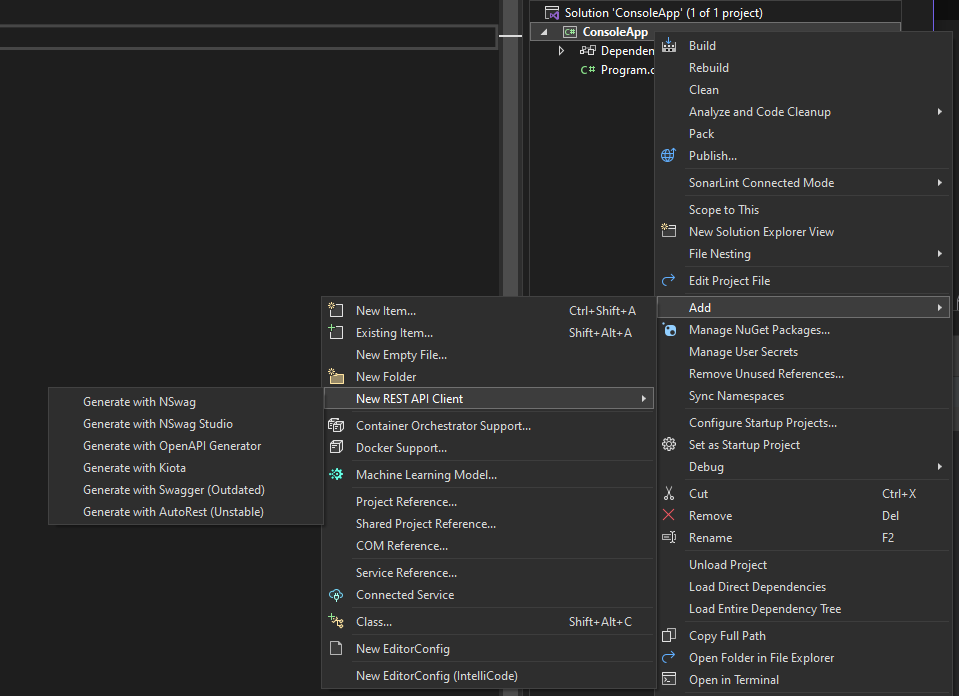 Solution 'ConsoleApp' (1 of 1 project)
C# ConsoleApp
Dependen
C# Program.c
Build
Rebuild
Clean
Analyze and Code Cleanup
Pack
Publish...
SonarLint Connected Mode
Scope to This
New Solution Explorer View
File Nesting
Edit Project File
Add
Manage NuGet Packages...
Manage User Secrets
Remove Unused References...
Sync Namespaces
Configure Startup Projects...
Set as Startup Project
Debug
Cut Ctrl+X
Remove Del
Rename F2
Unload Project
Load Direct Dependencies
Load Entire Dependency Tree
Copy Full Path
Open Folder in File Explorer
Open in Terminal
New Item... Ctrl+Shift+A
Existing Item... Shift+Alt+A
New Empty File...
New Folder
New REST API Client
Container Orchestrator Support...
Docker Support...
Machine Learning Model...
Project Reference...
Shared Project Reference...
COM Reference...
Service Reference...
Connected Service
Class... Shift+Alt+C
New EditorConfig
New EditorConfig (IntelliCode)
Generate with NSwag
Generate with NSwag Studio
Generate with OpenAPI Generator
Generate with Kiota
Generate with Swagger (Outdated)
Generate with AutoRest (Unstable)